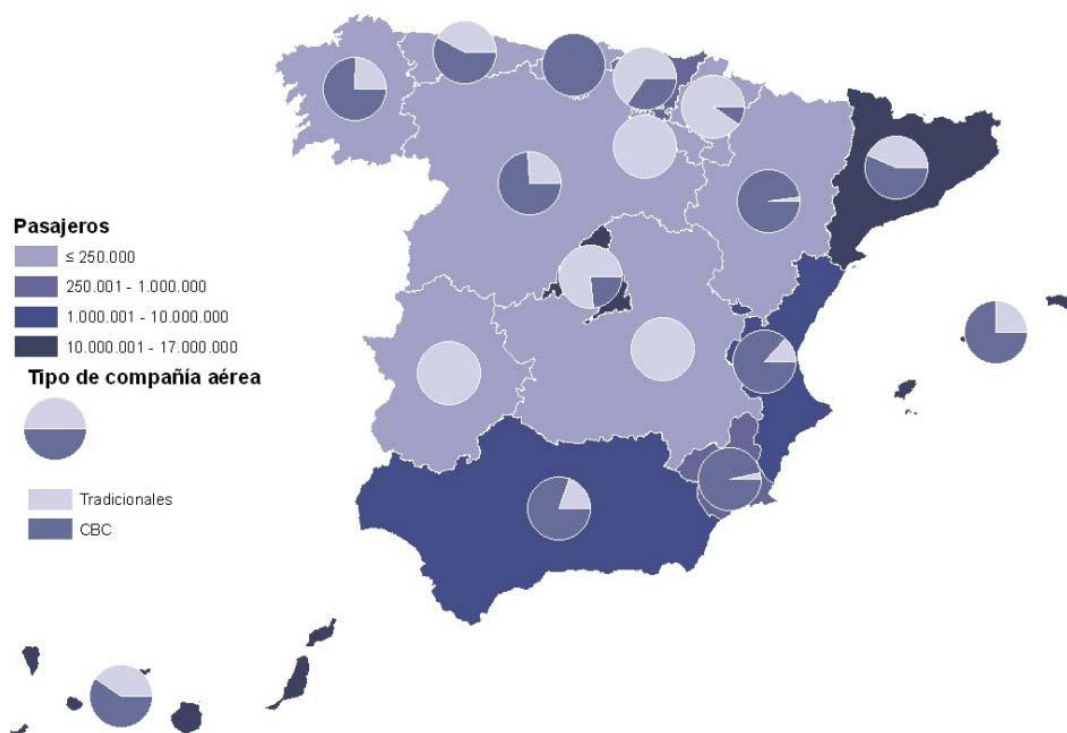 Pasajeros
≤ 250.000
250.001 - 1.000.000
1.000.001 - 10.000.000
10.000.001 - 17.000.000
Tipo de compañía aérea
Tradicionales
CBC